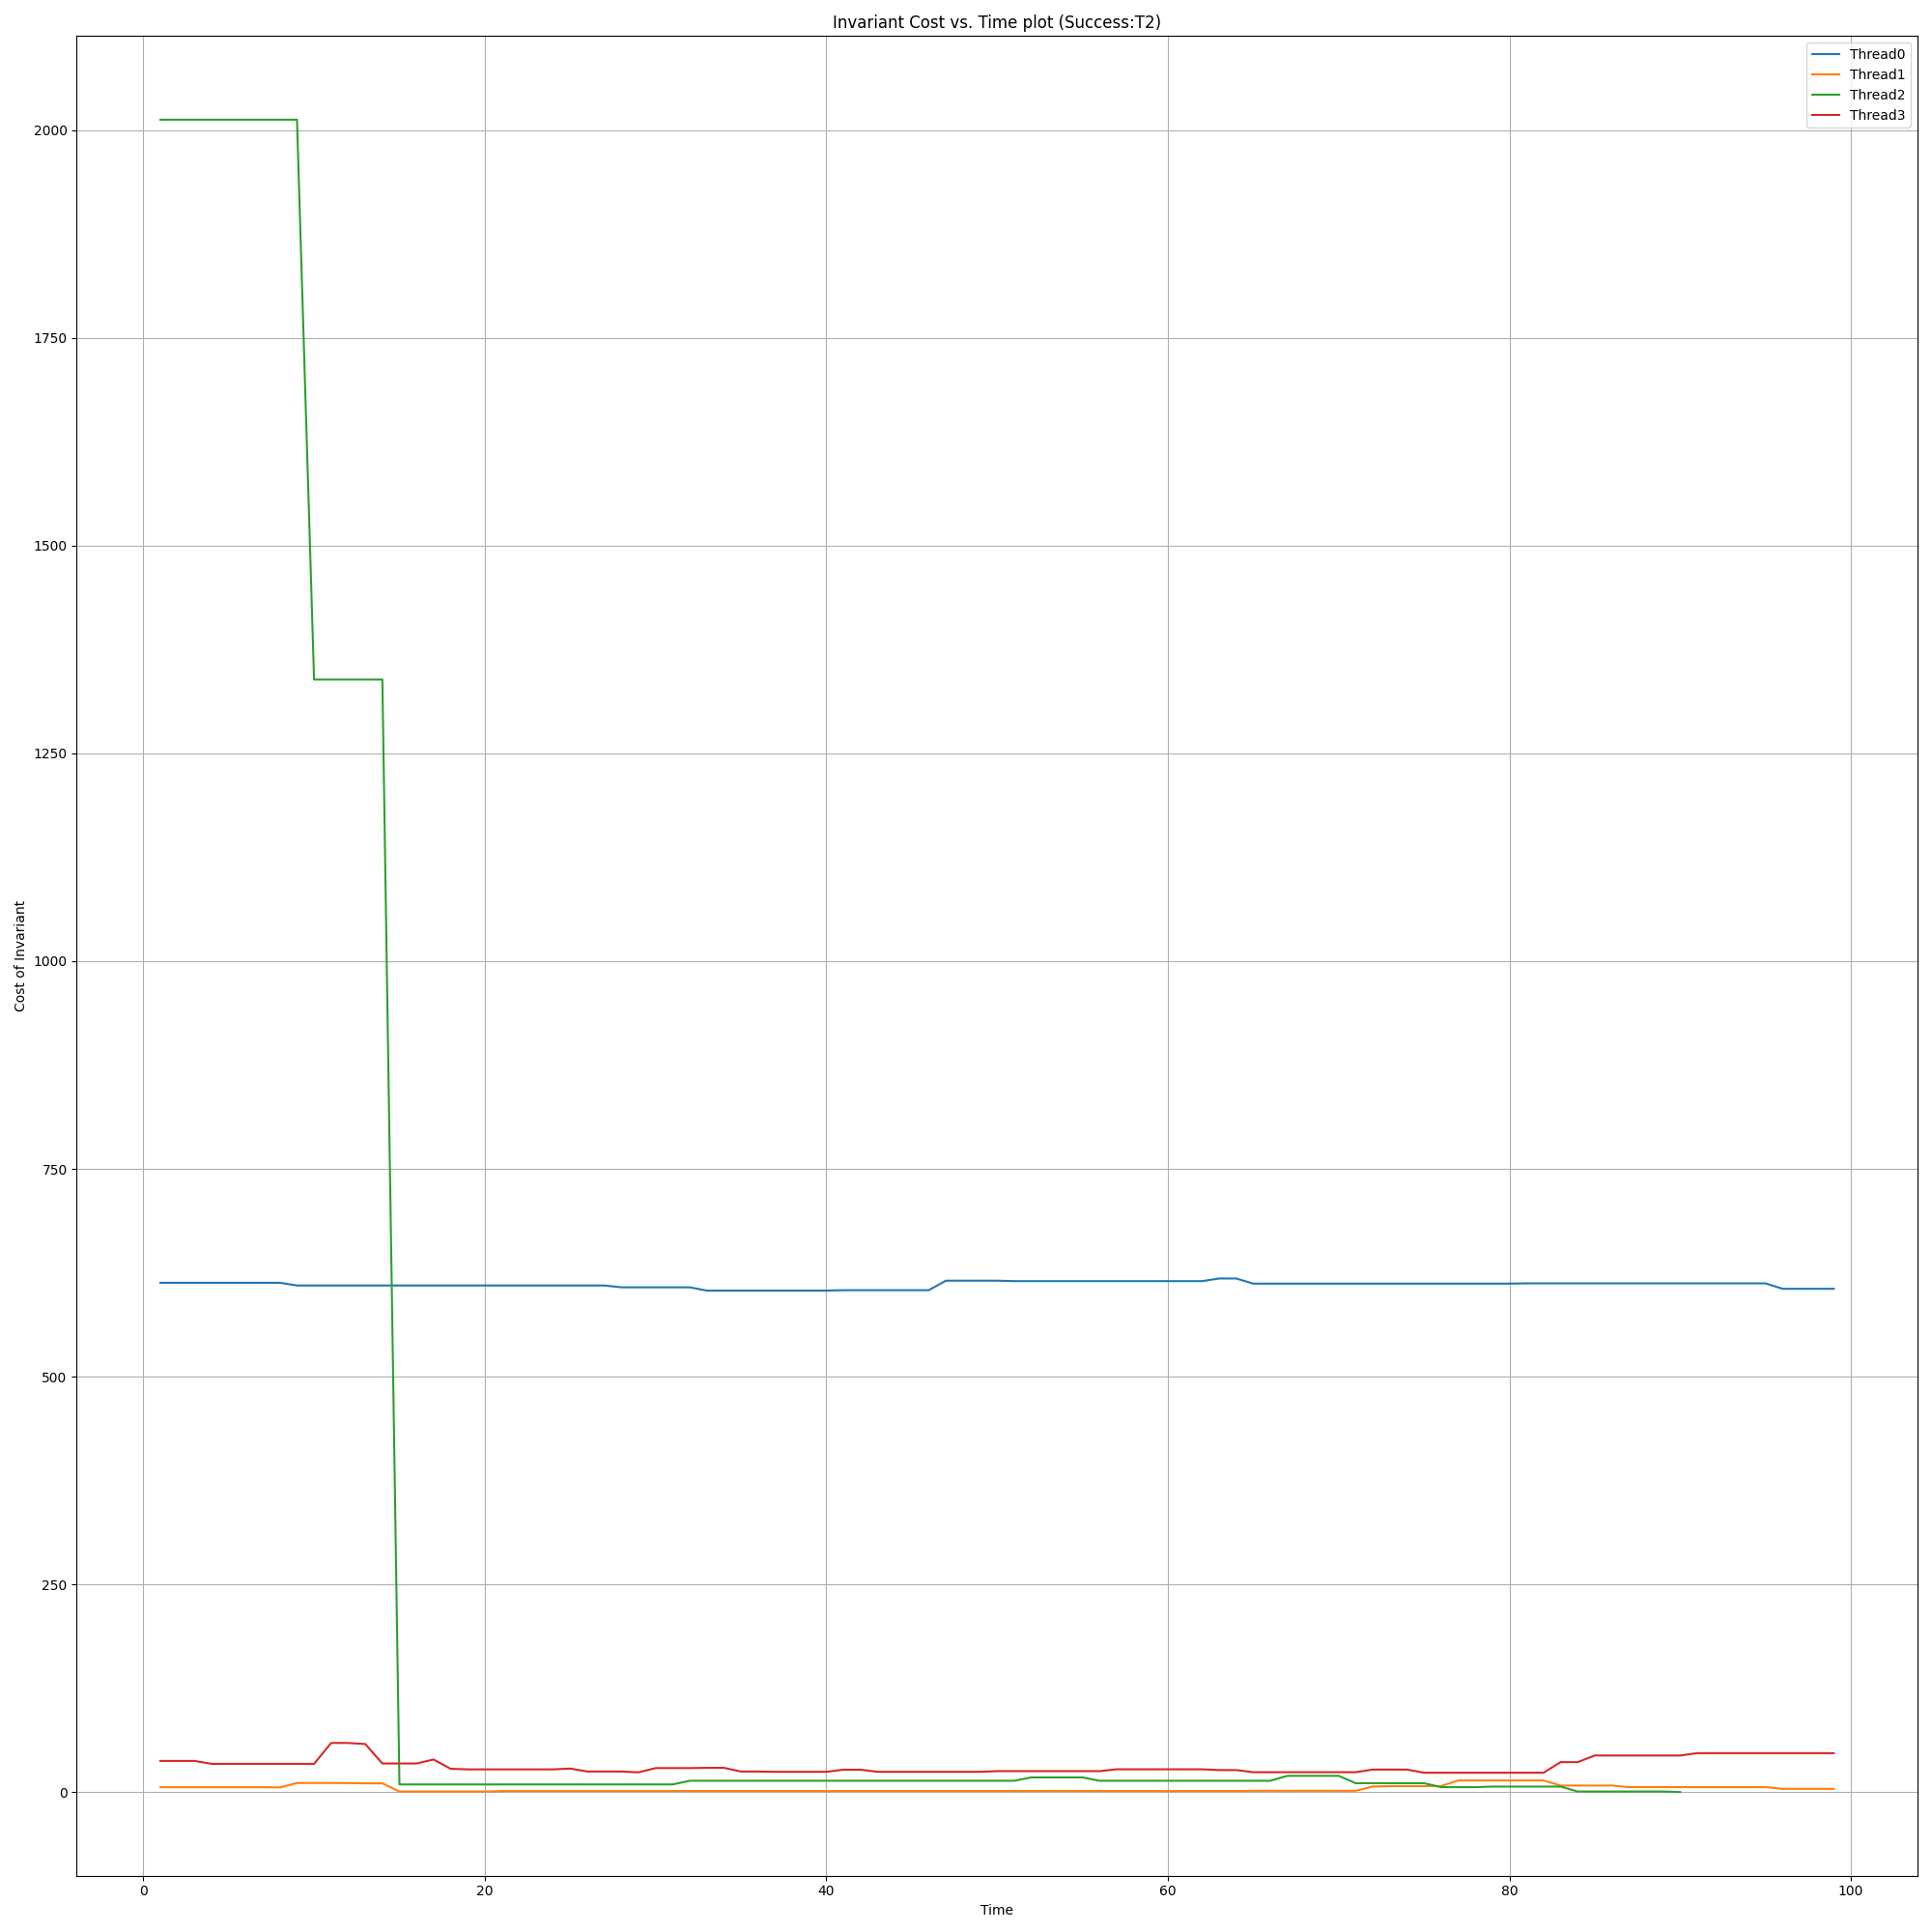 Invariant Cost vs. Time plot (Success:T2)
Thread0
Thread1
Thread2
Thread3
2000
1750
1500
1250
1000
750
500
250
0
Cost of Invariant
0 20 40 60 80 100
Time